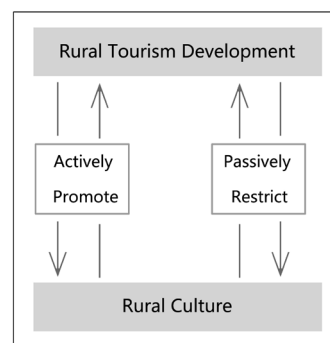 Rural Tourism Development
Actively
Promote
Passively
Restrict
Rural Culture